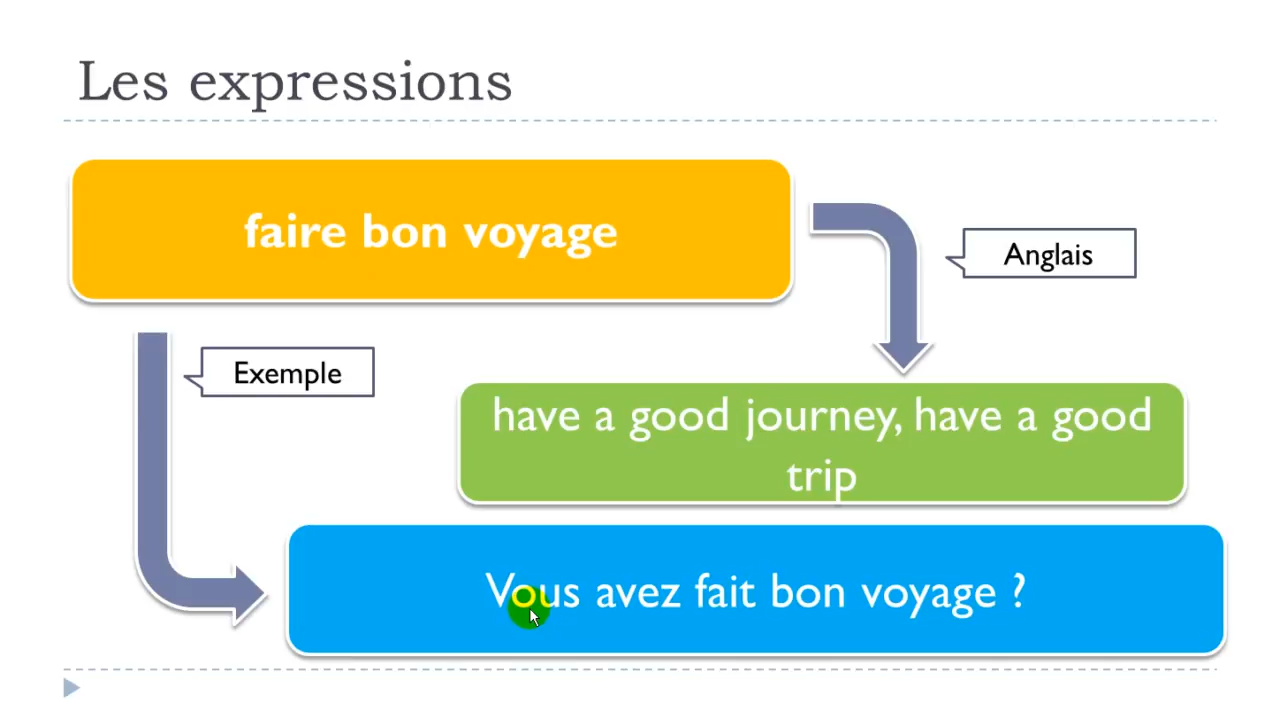 Les expressions
faire bon voyage
Anglais
Exemple
have a good journey, have a good
trip
Vous avez fait bon voyage ?